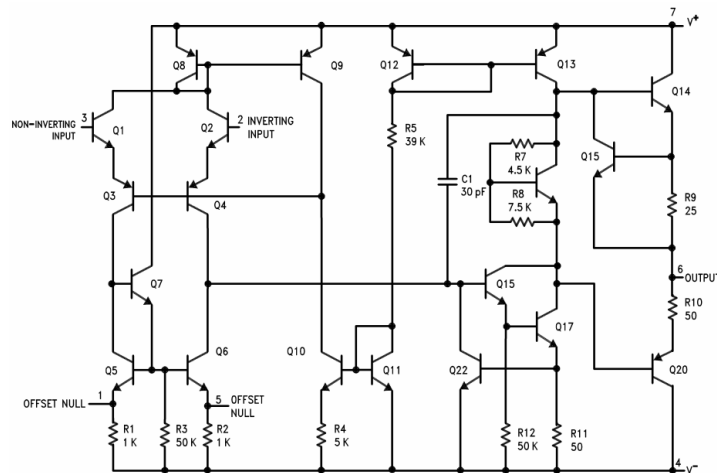 7
V+
Q8
Q9
Q12
Q13
Q14
3
NON-INVERTING
INPUT
Q1
Q2
2 INVERTING
INPUT
R5
39 K
R7
4.5 K
R8
7.5 K
C1
30 pF
Q15
R9
25
Q3
Q4
Q7
Q15
6
OUTPUT
R10
50
Q5
Q6
Q10
Q11
Q22
Q17
Q20
1
OFFSET NULL
5
OFFSET
NULL
R1
1 K
R3
50 K
R2
1 K
R4
5 K
R12
50 K
R11
50
4
V-